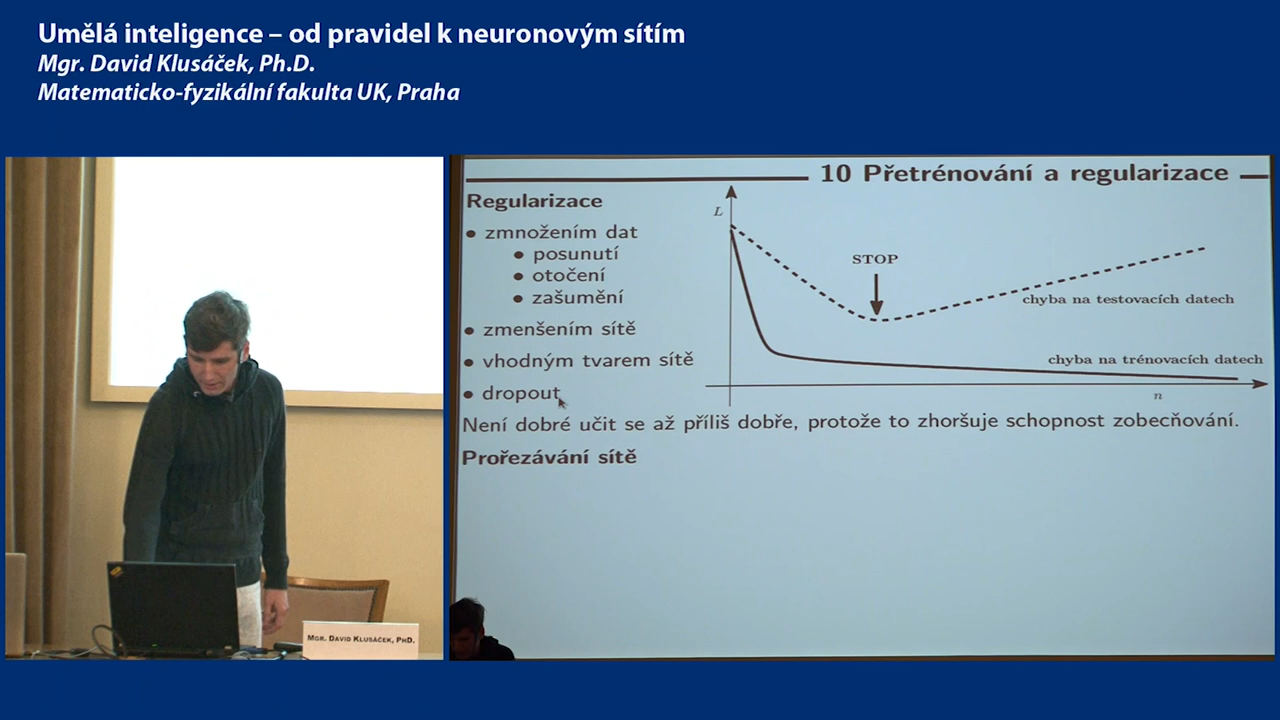 Umělá inteligence – od pravidel k neuronovým sítím
Mgr. David Klusáček, Ph.D.
Matematicko-fyzikální fakulta UK, Praha
10 Přetrénování a regularizace
Regularizace
• zmnožením dat
• posunutí
• otočení
• zašumění
• zmenšením sítě
• vhodným tvarem sítě
• dropout
L
STOP
chyba na testovacích datech
chyba na trénovacích datech
n
Není dobré učit se až příliš dobře, protože to zhoršuje schopnost zobecňování.
Prořezávání sítě
Mgr. David Klusáček, PhD.